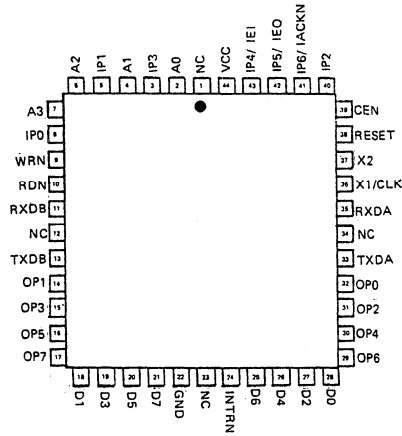 A2 IP1 A1 IP3 A0 NC VCC IP4/ IEI IP5/ IEO IP6/ IACKN IP2
6 5 4 3 2 1 44 43 42 41 40
A3 7 39 CEN
IP0 8 38 RESET
WRN 9 37 X2
RDN 10 36 X1/CLK
RXDB 11 35 RXDA
NC 12 34 NC
TXDB 13 33 TXDA
OP1 14 32 OP0
OP3 15 31 OP2
OP5 16 30 OP4
OP7 17 29 OP6
18 19 20 21 22 23 24 25 26 27 28
D1 D3 D5 D7 GND NC INTRN D6 D4 D2 D0